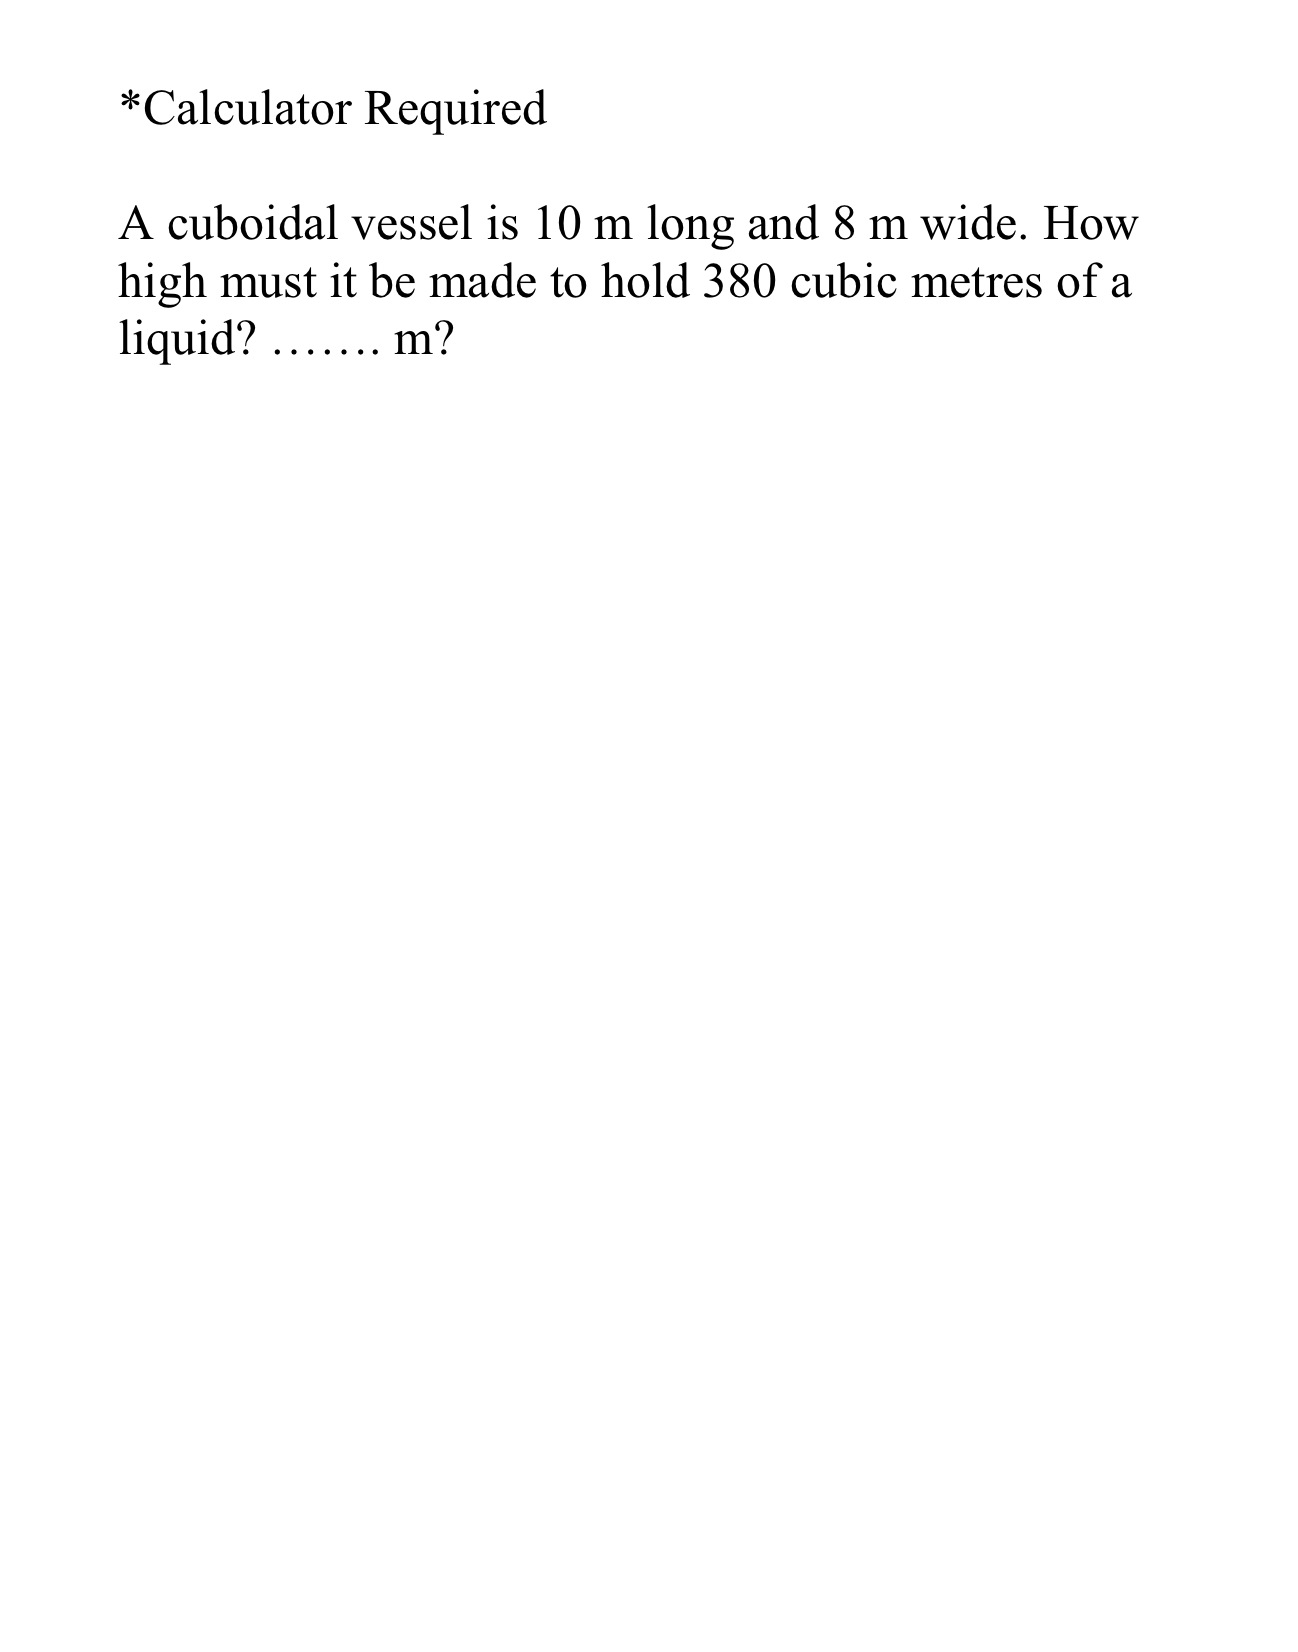 *Calculator Required
A cuboidal vessel is 10 m long and 8 m wide. How
high must it be made to hold 380 cubic metres of a
liquid? ....... m?